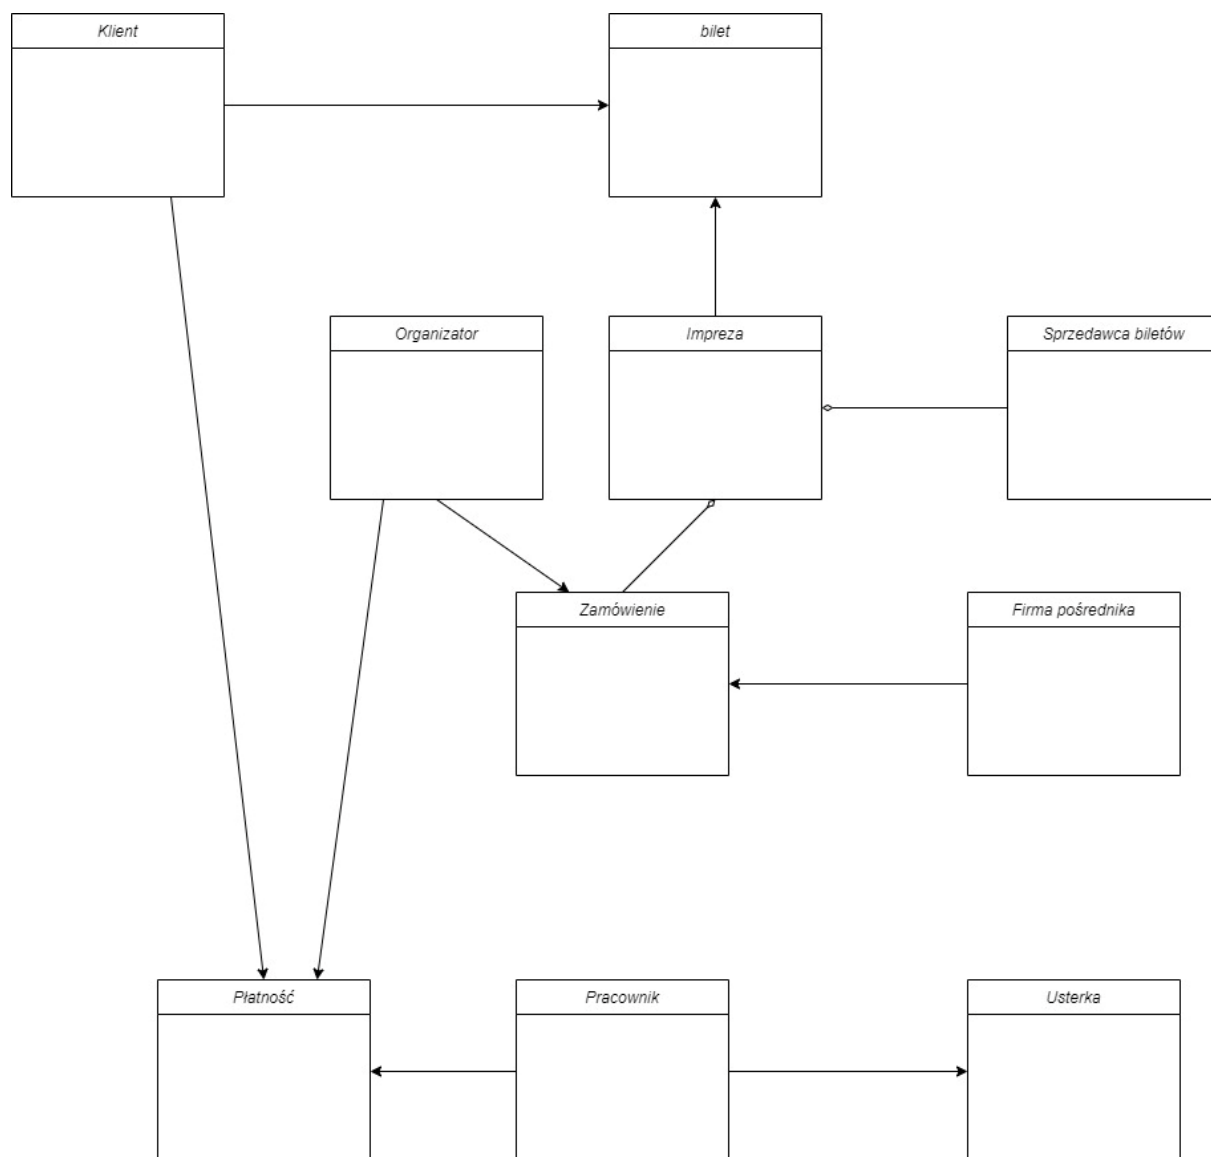 Klient
bilet
Organizator
Impreza
Sprzedawca biletów
Zamówienie
Firma pośrednika
Płatność
Pracownik
Usterka